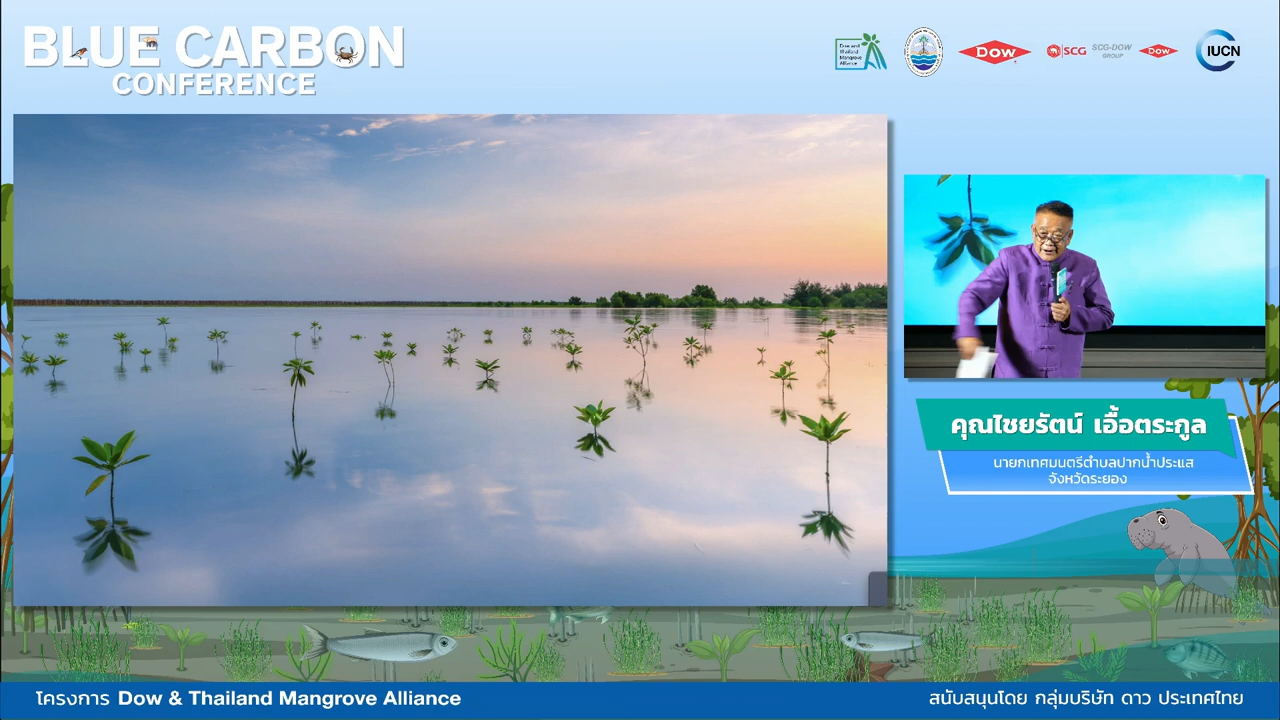 BLUE CARBON
CONFERENCE
Dow and
Thailand
Mangrove
Alliance
Dow
SCG
SCG-DOW
GROUP
Dow
IUCN
คุณไชยรัตน์ เอื้อตระกูล
นายกเทศมนตรีตำบลปากน้ำประแส
จังหวัดระยอง
โครงการ Dow & Thailand Mangrove Alliance
สนับสนุนโดย กลุ่มบริษัท ดาว ประเทศไทย